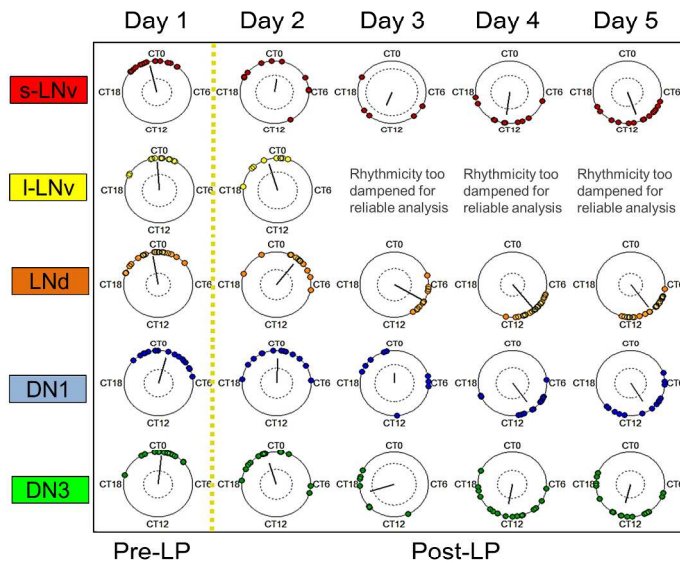 Day 1 Day 2 Day 3 Day 4 Day 5
s-LNv
CT0 CT0 CT0 CT0 CT0
CT18 CT6 CT18 CT6 CT18 CT6 CT18 CT6 CT18 CT6
CT12 CT12 CT12 CT12 CT12
l-LNv
CT0 CT0
CT18 CT6 CT18 CT6
CT12 CT12
Rhythmicity too
dampened for
reliable analysis
Rhythmicity too
dampened for
reliable analysis
Rhythmicity too
dampened for
reliable analysis
LNd
CT0 CT0 CT0 CT0 CT0
CT18 CT6 CT18 CT6 CT18 CT6 CT18 CT6 CT18 CT6
CT12 CT12 CT12 CT12 CT12
DN1
CT0 CT0 CT0 CT0 CT0
CT18 CT6 CT18 CT6 CT18 CT6 CT18 CT6 CT18 CT6
CT12 CT12 CT12 CT12 CT12
DN3
CT0 CT0 CT0 CT0 CT0
CT18 CT6 CT18 CT6 CT18 CT6 CT18 CT6 CT18 CT6
CT12 CT12 CT12 CT12 CT12
Pre-LP Post-LP